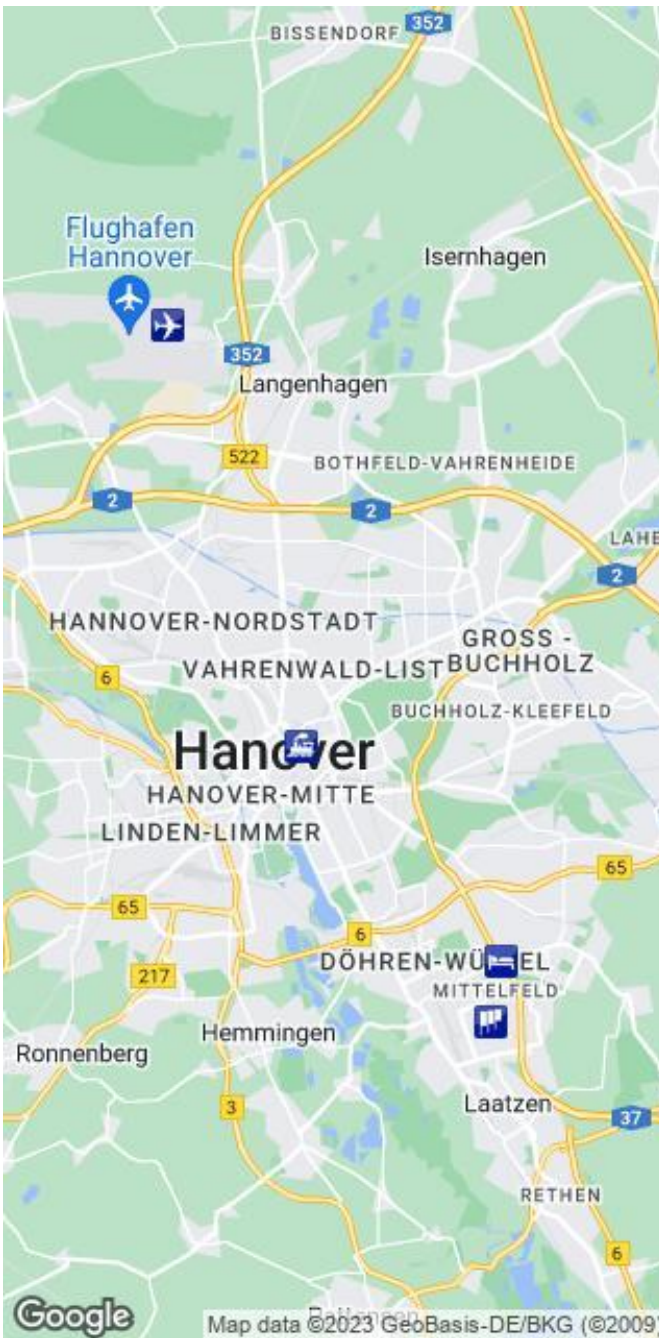 352
BISSENDORF
Flughafen
Hannover
Isernhagen
352
Langenhagen
522
BOTHFELD-VAHRENHEIDE
2
2
LAHE
2
HANNOVER-NORDSTADT
GROSS -
BUCHHOLZ
VAHRENWALD-LIST
6
BUCHHOLZ-KLEEFELD
Hanover
HANOVER-MITTE
LINDEN-LIMMER
65
65
6
217
DÖHREN-WÜ EL
MITTELFELD
Hemmingen
Ronnenberg
3
Laatzen
37
RETHEN
6
Google
Map data ©2023 GeoBasis-DE/BKG (©2009)